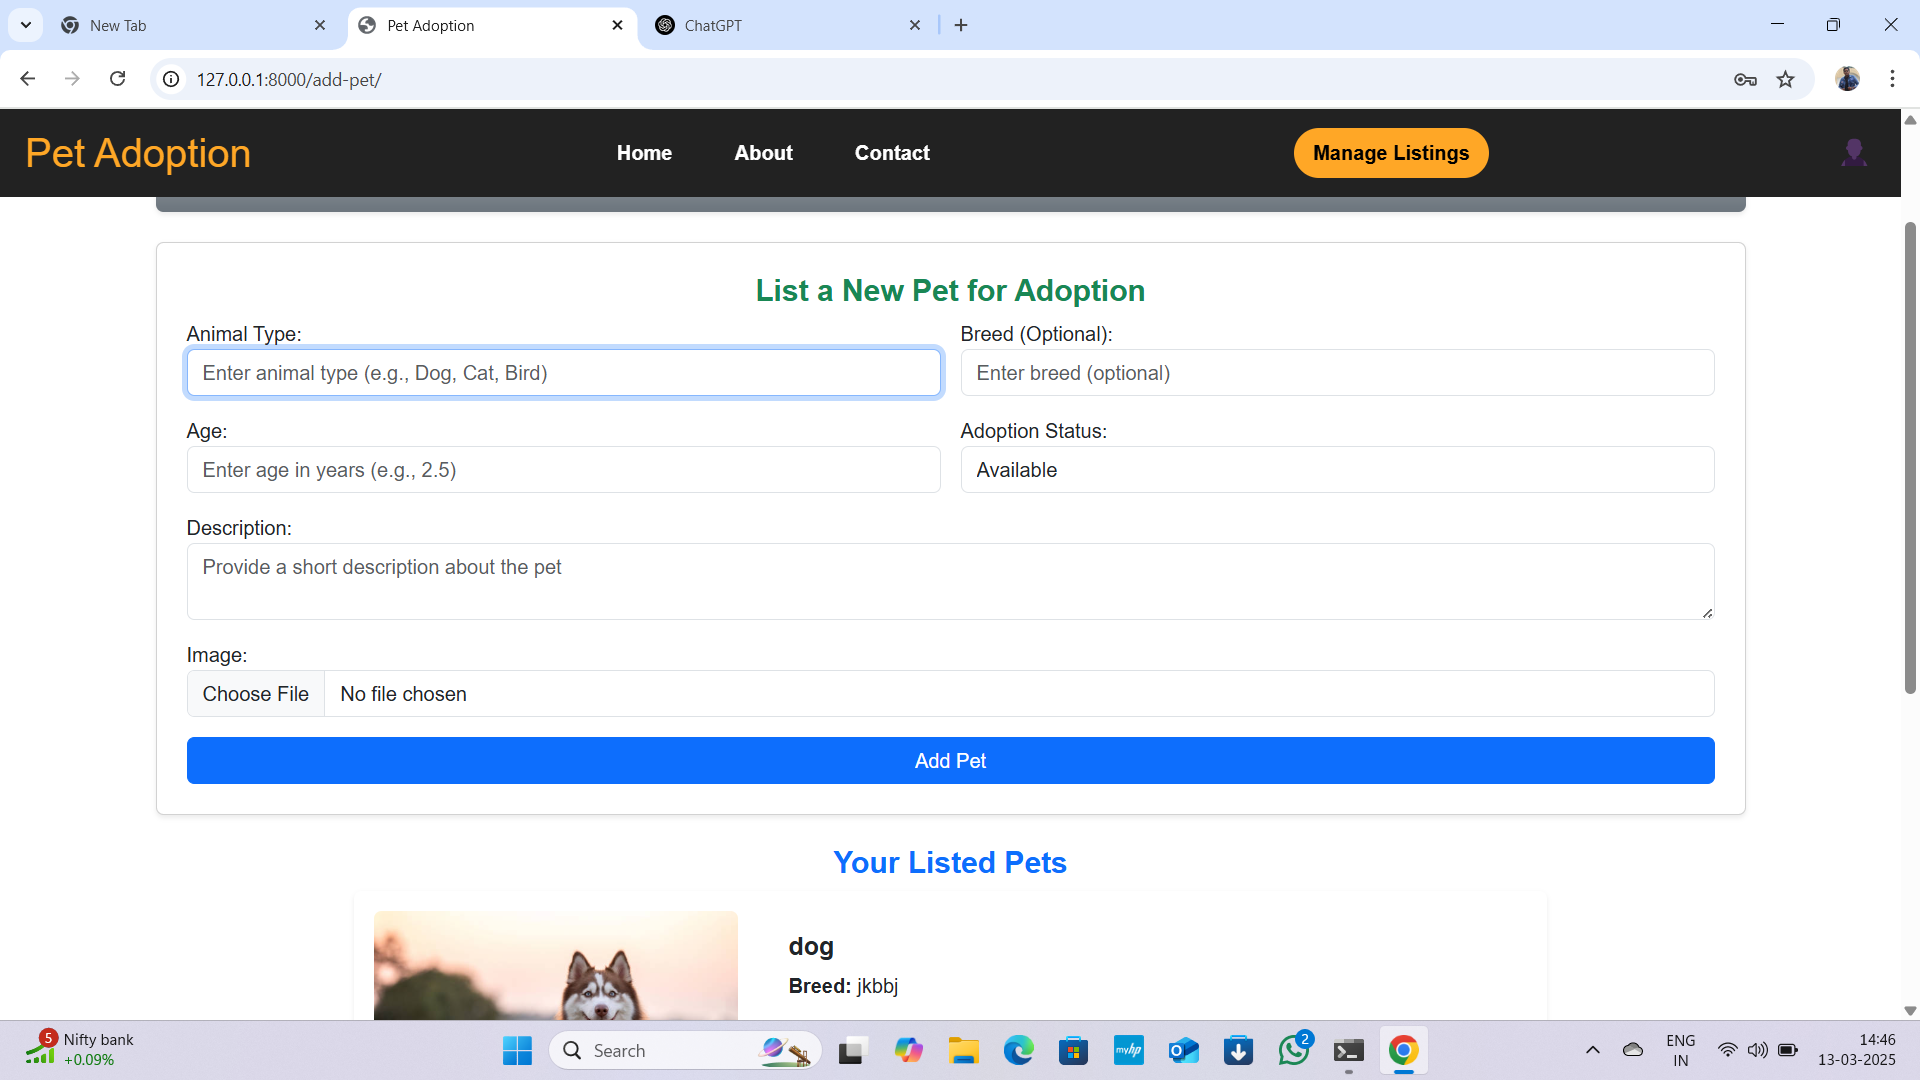 New Tab
Pet Adoption
ChatGPT
127.0.0.1:8000/add-pet/
Pet Adoption
Home
About
Contact
Manage Listings
List a New Pet for Adoption
Animal Type:
Breed (Optional):
Enter animal type (e.g., Dog, Cat, Bird)
Enter breed (optional)
Age:
Adoption Status:
Enter age in years (e.g., 2.5)
Available
Description:
Provide a short description about the pet
Image:
Choose File
No file chosen
Add Pet
Your Listed Pets
dog
Breed: jkbbj
5
Nifty bank
+0.09%
Search
myhp
2
ENG
IN
14:46
13-03-2025